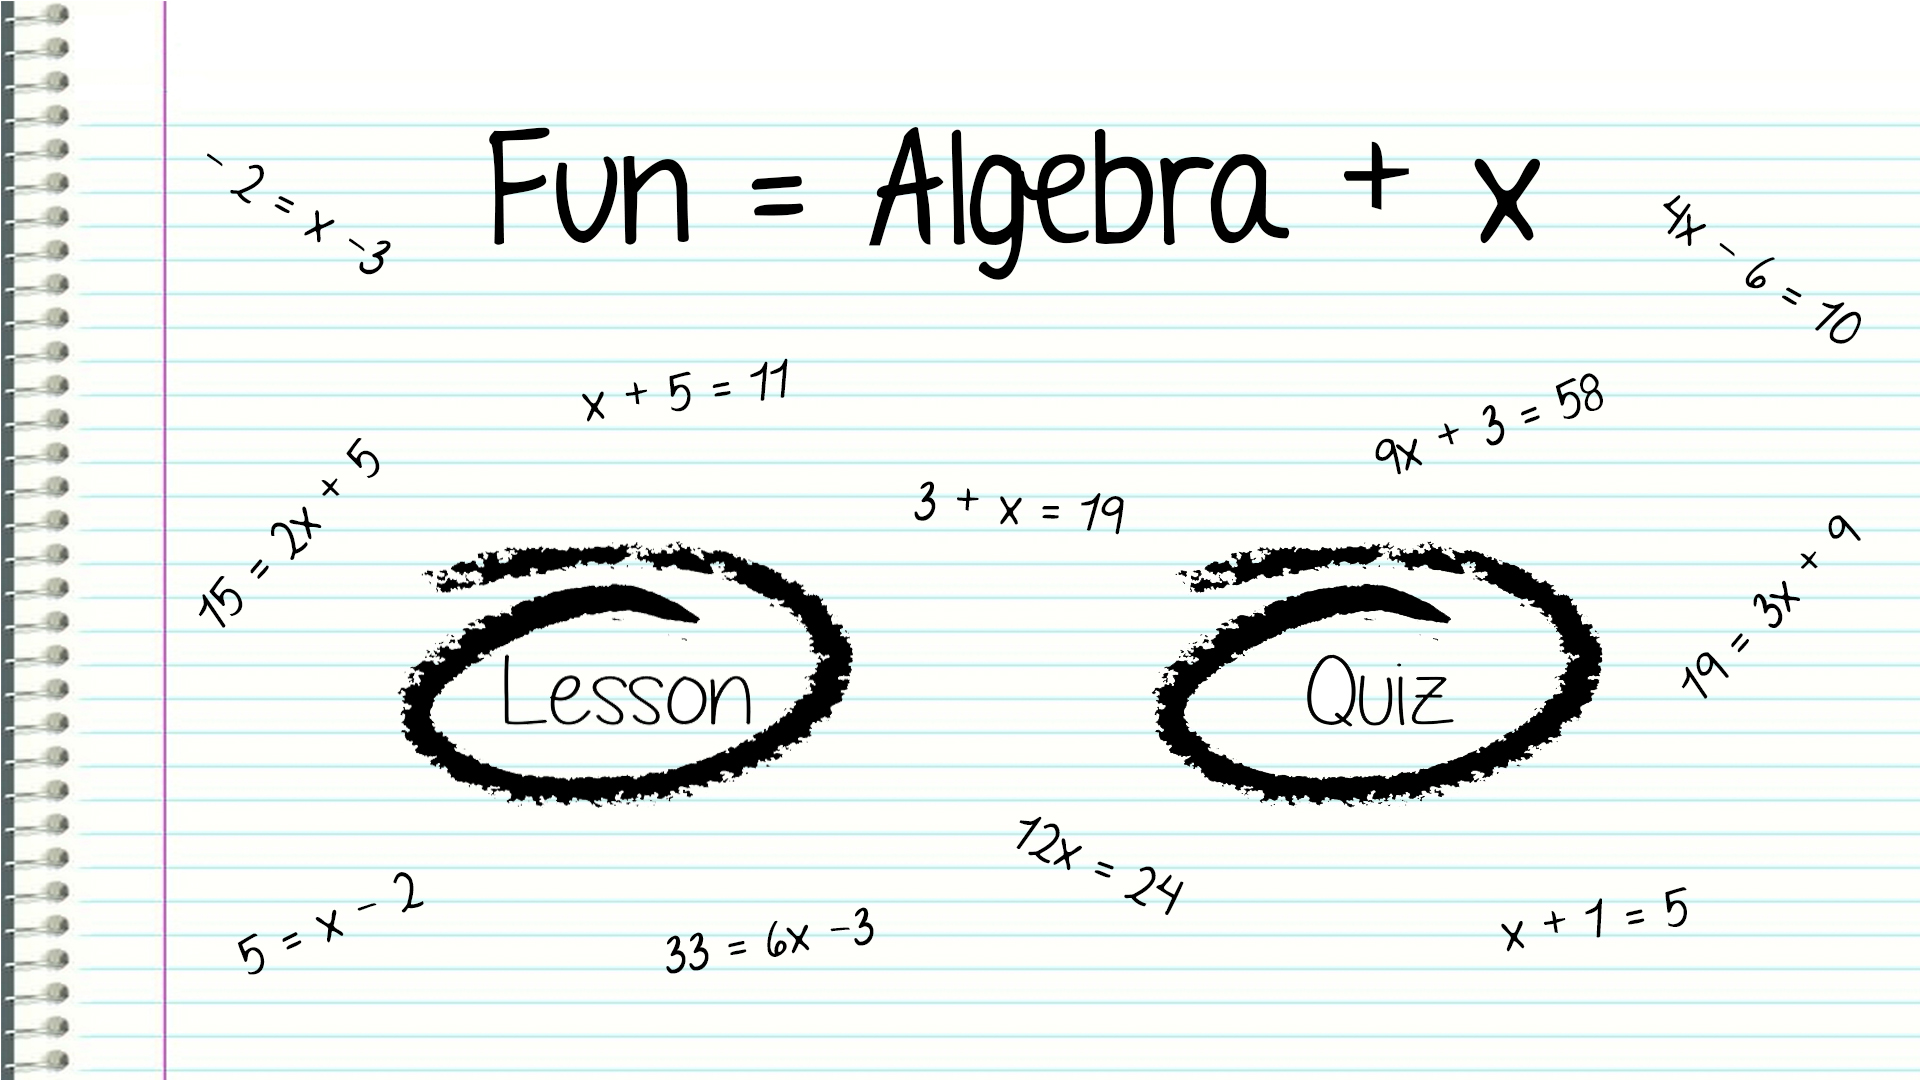 Fun = Algebra + x
- 2 = x - 3
4x - 6 = 10
x + 5 = 11
9x + 3 = 58
15 = 2x + 5
3 + x = 19
19 = 3x + 9
Lesson
Quiz
12x = 24
5 = x - 2
33 = 6x - 3
x + 1 = 5